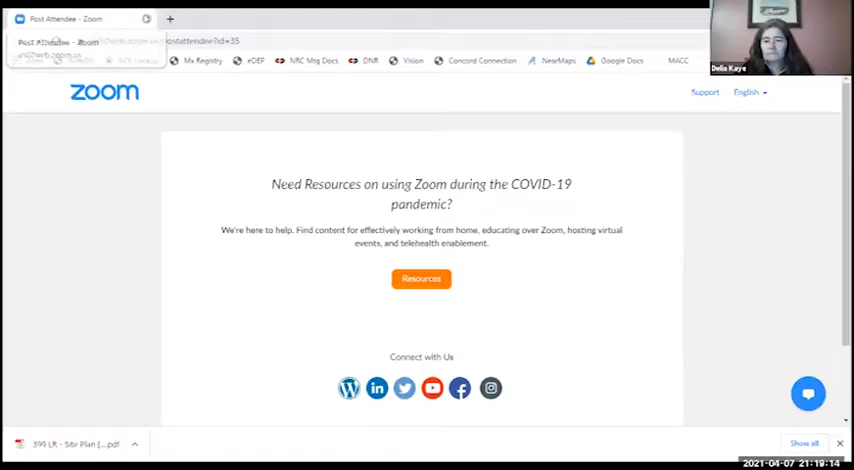 Post Attendee - Zoom
Post Attendee - Zoom
postattendee?id=35
Mx Registry
eDEP
NRC Mtg Docs
DNR
Vision
Concord Connection
NearMaps
Google Docs
MACC
Delia Kaye
zoom
Support
English
Need Resources on using Zoom during the COVID-19
pandemic?
We're here to help. Find content for effectively working from home, educating over Zoom, hosting virtual
events, and telehealth enablement.
Resources
Connect with Us
399 LR - Site Plan [...pdf
Show all
2021-04-07 21:19:14